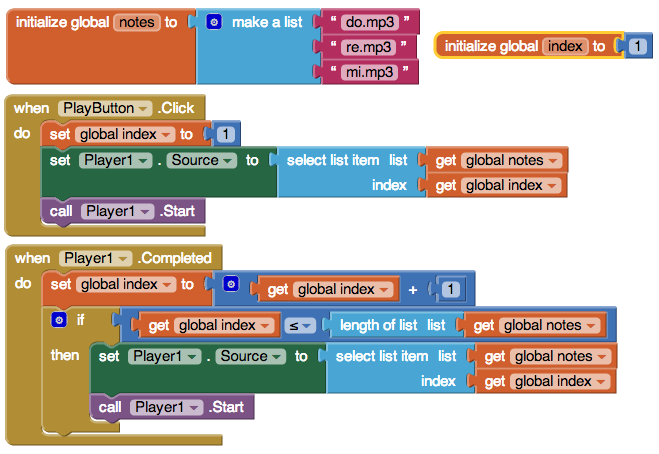 initialize global notes to make a list " do.mp3 "
" re.mp3 "
" mi.mp3 "
initialize global index to 1
when PlayButton .Click
do set global index to 1
set Player1 . Source to select list item list get global notes
index get global index
call Player1 .Start
when Player1 .Completed
do set global index to get global index + 1
if get global index ≤ length of list list get global notes
then set Player1 . Source to select list item list get global notes
index get global index
call Player1 .Start